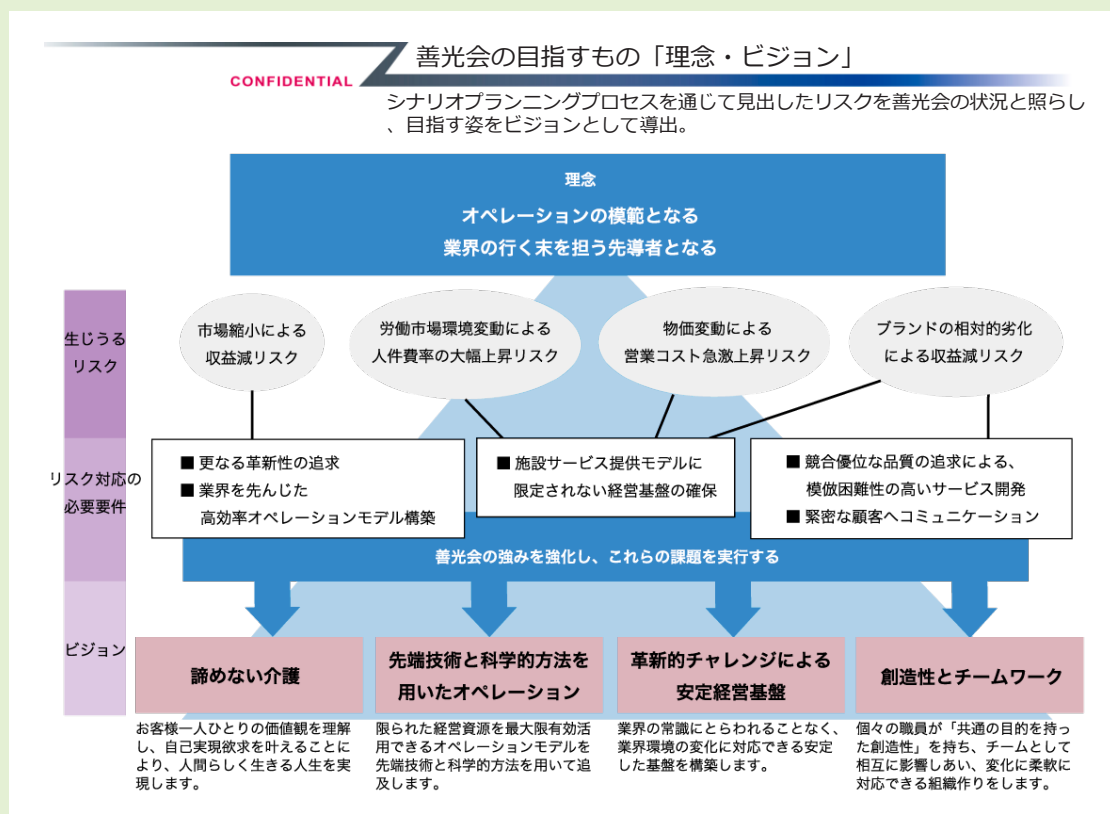 善光会の目指すもの「理念・ビジョン」
CONFIDENTIAL
シナリオプランニングプロセスを通じて見出したリスクを善光会の状況と照らし
、目指す姿をビジョンとして導出。
理念
オペレーションの模範となる
業界の行く末を担う先導者となる
生じうる
リスク
市場縮小による
収益減リスク
労働市場環境変動による
人件費率の大幅上昇リスク
物価変動による
営業コスト急激上昇リスク
ブランドの相対的劣化
による収益減リスク
リスク対応の
必要要件
■ 更なる革新性の追求
■ 業界を先んじた
高効率オペレーションモデル構築
■ 施設サービス提供モデルに
限定されない経営基盤の確保
■ 競合優位な品質の追求による、
模倣困難性の高いサービス開発
■ 緊密な顧客へコミュニケーション
善光会の強みを強化し、これらの課題を実行する
ビジョン
諦めない介護
お客様一人ひとりの価値観を理解
し、自己実現欲求を叶えることに
より、人間らしく生きる人生を実
現します。
先端技術と科学的方法を
用いたオペレーション
限られた経営資源を最大限有効活
用できるオペレーションモデルを
先端技術と科学的方法を用いて追
及します。
革新的チャレンジによる
安定経営基盤
業界の常識にとらわれることなく、
業界環境の変化に対応できる安定
した基盤を構築します。
創造性とチームワーク
個々の職員が「共通の目的を持っ
た創造性」を持ち、チームとして
相互に影響しあい、変化に柔軟に
対応できる組織作りをします。